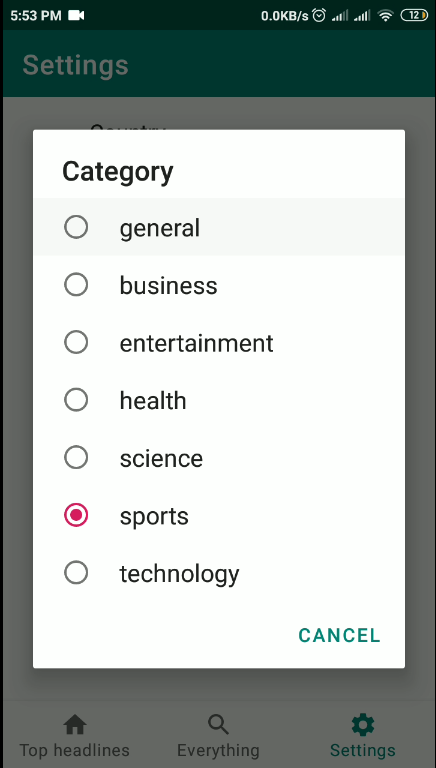 5:53 PM 0.0KB/s 12
Settings
Country
Category
general
business
entertainment
health
science
sports
technology
CANCEL
Top headlines Everything Settings